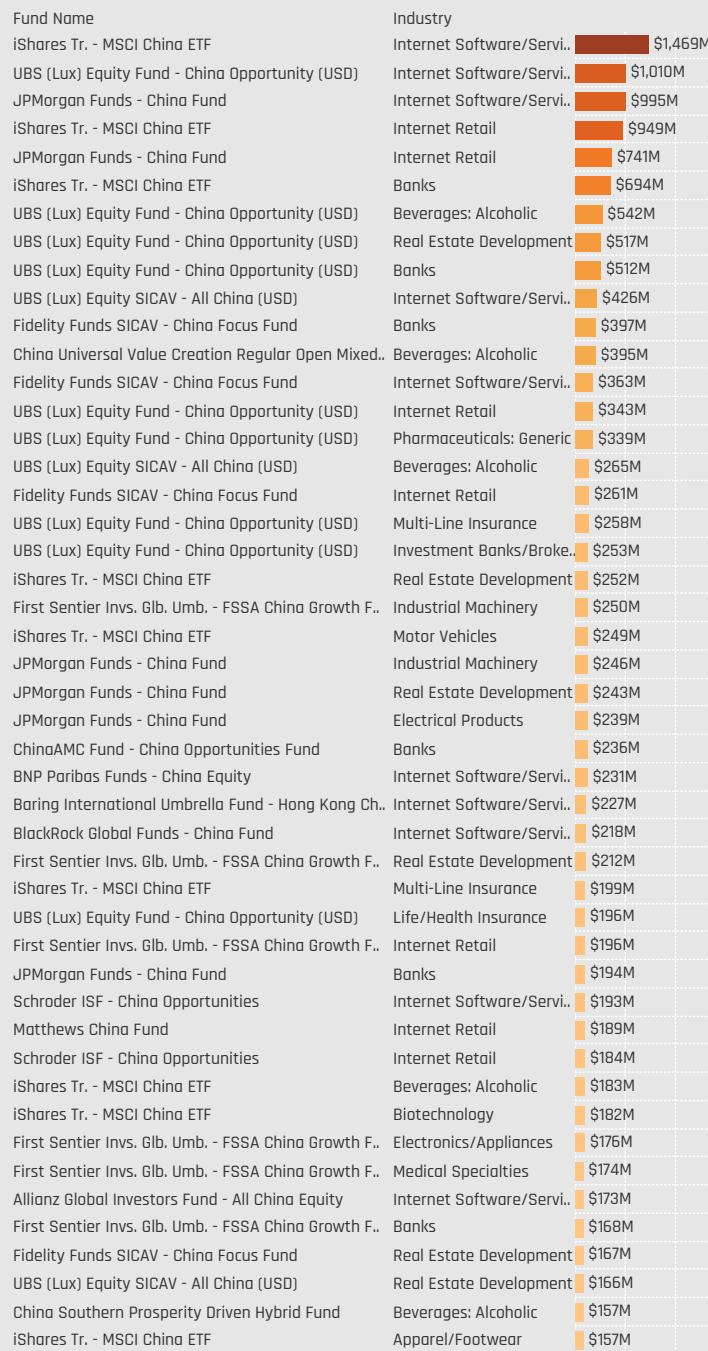 Fund Name Industry
iShares Tr. - MSCI China ETF Internet Software/Servi.. $1,469M
UBS (Lux) Equity Fund - China Opportunity (USD) Internet Software/Servi.. $1,010M
JPMorgan Funds - China Fund Internet Software/Servi.. $995M
iShares Tr. - MSCI China ETF Internet Retail $949M
JPMorgan Funds - China Fund Internet Retail $741M
iShares Tr. - MSCI China ETF Banks $694M
UBS (Lux) Equity Fund - China Opportunity (USD) Beverages: Alcoholic $542M
UBS (Lux) Equity Fund - China Opportunity (USD) Real Estate Development $517M
UBS (Lux) Equity Fund - China Opportunity (USD) Banks $512M
UBS (Lux) Equity SICAV - All China (USD) Internet Software/Servi.. $426M
Fidelity Funds SICAV - China Focus Fund Banks $397M
China Universal Value Creation Regular Open Mixed.. Beverages: Alcoholic $395M
Fidelity Funds SICAV - China Focus Fund Internet Software/Servi.. $363M
UBS (Lux) Equity Fund - China Opportunity (USD) Internet Retail $343M
UBS (Lux) Equity Fund - China Opportunity (USD) Pharmaceuticals: Generic $339M
UBS (Lux) Equity SICAV - All China (USD) Beverages: Alcoholic $265M
Fidelity Funds SICAV - China Focus Fund Internet Retail $261M
UBS (Lux) Equity Fund - China Opportunity (USD) Multi-Line Insurance $258M
UBS (Lux) Equity Fund - China Opportunity (USD) Investment Banks/Broke.. $253M
iShares Tr. - MSCI China ETF Real Estate Development $252M
First Sentier Invs. Glb. Umb. - FSSA China Growth F.. Industrial Machinery $250M
iShares Tr. - MSCI China ETF Motor Vehicles $249M
JPMorgan Funds - China Fund Industrial Machinery $246M
JPMorgan Funds - China Fund Real Estate Development $243M
JPMorgan Funds - China Fund Electrical Products $239M
ChinaAMC Fund - China Opportunities Fund Banks $236M
BNP Paribas Funds - China Equity Internet Software/Servi.. $231M
Baring International Umbrella Fund - Hong Kong Ch.. Internet Software/Servi.. $227M
BlackRock Global Funds - China Fund Internet Software/Servi.. $218M
First Sentier Invs. Glb. Umb. - FSSA China Growth F.. Real Estate Development $212M
iShares Tr. - MSCI China ETF Multi-Line Insurance $199M
UBS (Lux) Equity Fund - China Opportunity (USD) Life/Health Insurance $196M
First Sentier Invs. Glb. Umb. - FSSA China Growth F.. Internet Retail $196M
JPMorgan Funds - China Fund Banks $194M
Schroder ISF - China Opportunities Internet Software/Servi.. $193M
Matthews China Fund Internet Retail $189M
Schroder ISF - China Opportunities Internet Retail $184M
iShares Tr. - MSCI China ETF Beverages: Alcoholic $183M
iShares Tr. - MSCI China ETF Biotechnology $182M
First Sentier Invs. Glb. Umb. - FSSA China Growth F.. Electronics/Appliances $176M
First Sentier Invs. Glb. Umb. - FSSA China Growth F.. Medical Specialties $174M
Allianz Global Investors Fund - All China Equity Internet Software/Servi.. $173M
First Sentier Invs. Glb. Umb. - FSSA China Growth F.. Banks $168M
Fidelity Funds SICAV - China Focus Fund Real Estate Development $167M
UBS (Lux) Equity SICAV - All China (USD) Real Estate Development $166M
China Southern Prosperity Driven Hybrid Fund Beverages: Alcoholic $157M
iShares Tr. - MSCI China ETF Apparel/Footwear $157M